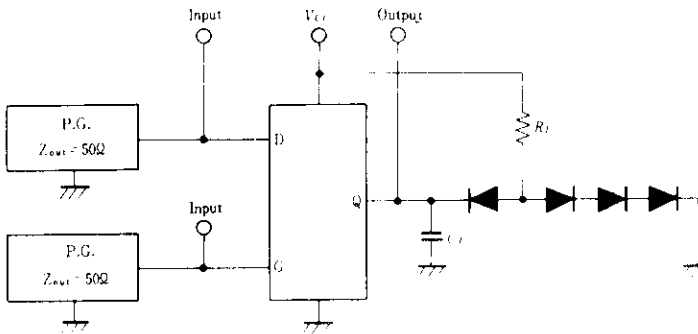 Input
VCC
Output
P.G.
Zout = 50Ω
D
RL
Q
Input
P.G.
Zout = 50Ω
G
CL